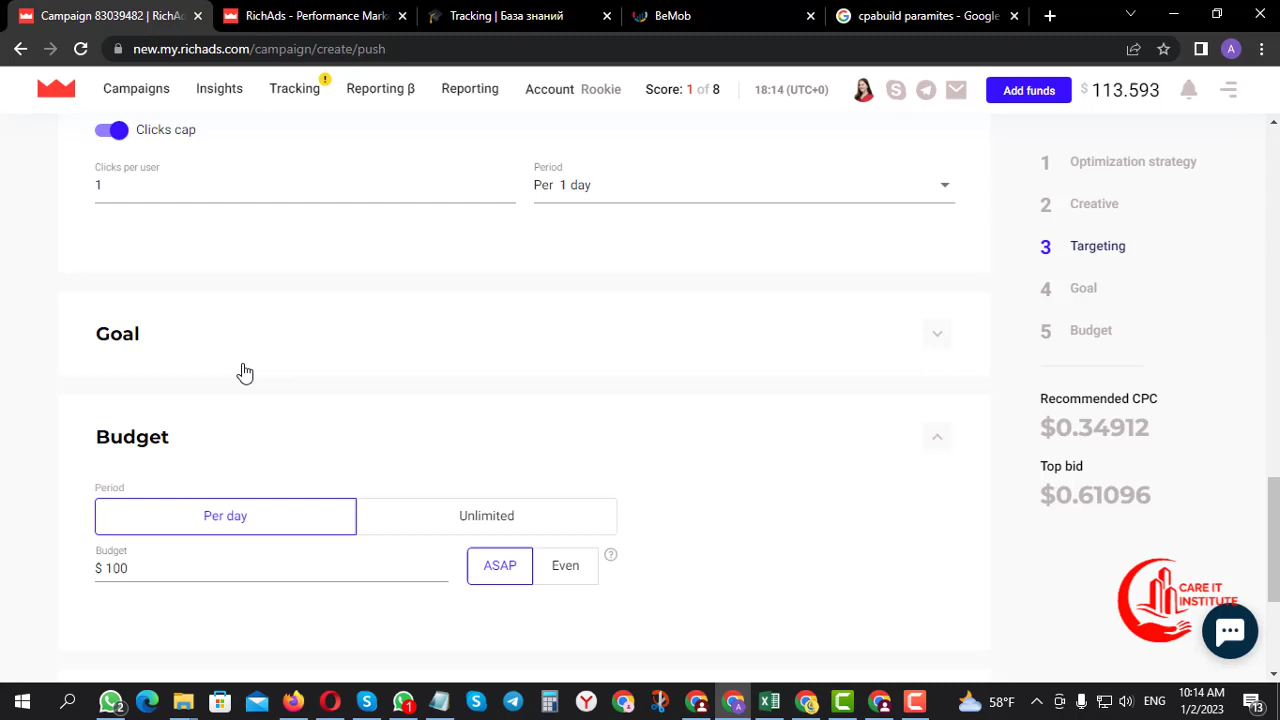 Campaign 83039482 | RichAds
RichAds - Performance Mark
Tracking | База знаний
BeMob
cpabuild paramites - Google
new.my.richads.com/campaign/create/push
A
Campaigns
Insights
Tracking
!
Reporting β
Reporting
Account Rookie
Score: 1 of 8
18:14 (UTC+0)
Add funds
$ 113.593
Clicks cap
Clicks per user
1
Period
Per 1 day
Goal
Budget
Period
Per day
Unlimited
Budget
$ 100
ASAP
Even
?
1 Optimization strategy
2 Creative
3 Targeting
4 Goal
5 Budget
Recommended CPC
$0.34912
Top bid
$0.61096
CARE IT
INSTITUTE
2
1
58°F
ENG
10:14 AM
1/2/2023
13